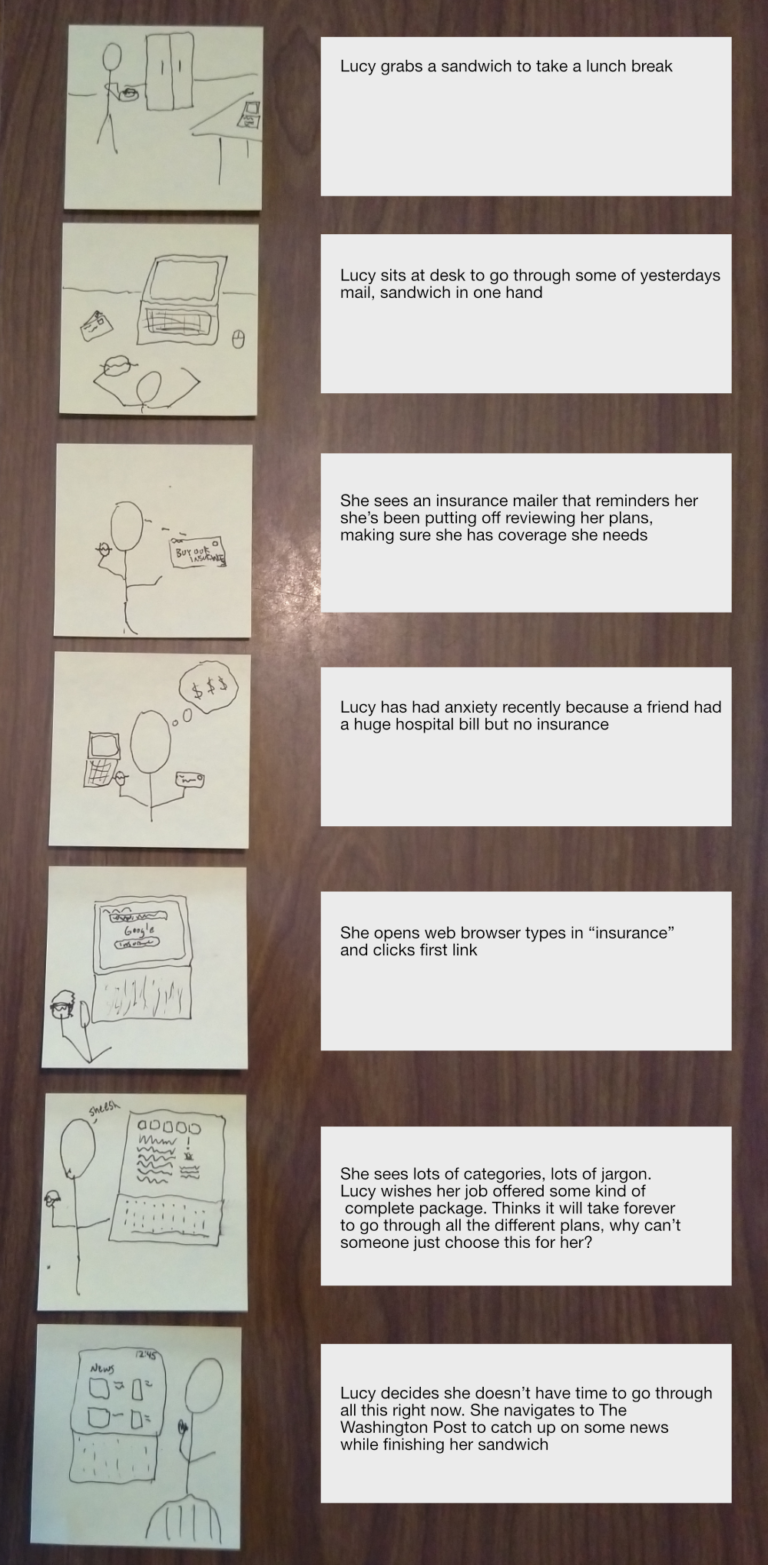 Lucy grabs a sandwich to take a lunch break
Lucy sits at desk to go through some of yesterdays
mail, sandwich in one hand
Buy our
insurance
She sees an insurance mailer that reminders her
she’s been putting off reviewing her plans,
making sure she has coverage she needs
$ $ $
Lucy has had anxiety recently because a friend had
a huge hospital bill but no insurance
Google
She opens web browser types in “insurance”
and clicks first link
sheesh
!
She sees lots of categories, lots of jargon.
Lucy wishes her job offered some kind of
complete package. Thinks it will take forever
to go through all the different plans, why can’t
someone just choose this for her?
12:45
News
Lucy decides she doesn’t have time to go through
all this right now. She navigates to The
Washington Post to catch up on some news
while finishing her sandwich